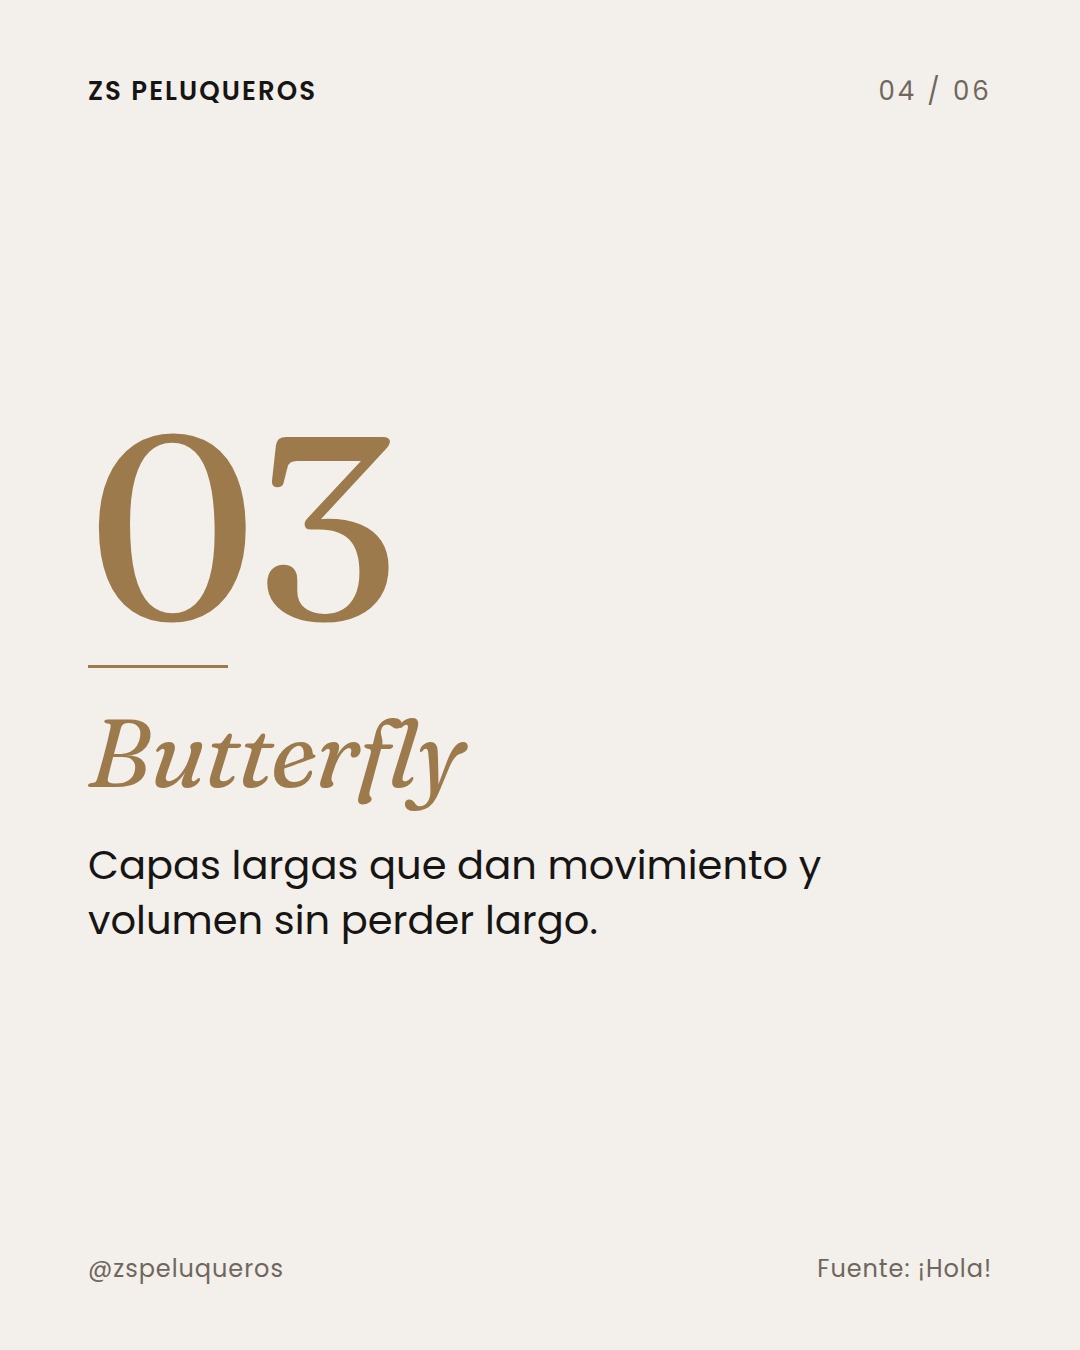 ZS PELUQUEROS
04 / 06
03
Butterfly
Capas largas que dan movimiento y
volumen sin perder largo.
@zspeluqueros
Fuente: ¡Hola!